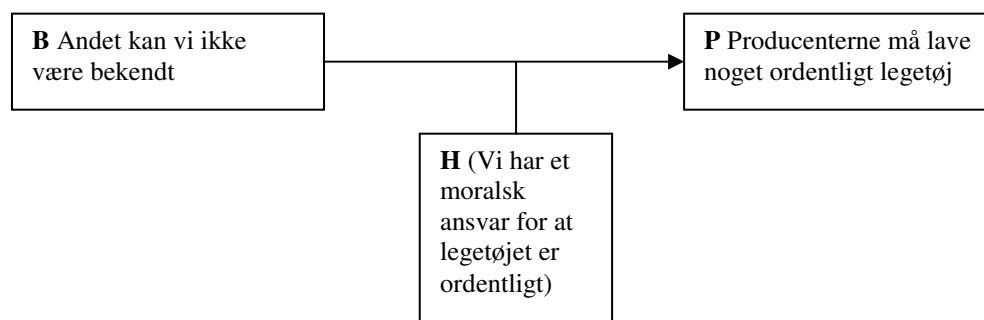 B Andet kan vi ikke
være bekendt
P Producenterne må lave
noget ordentligt legetøj
H (Vi har et
moralsk
ansvar for at
legetøjet er
ordentligt)